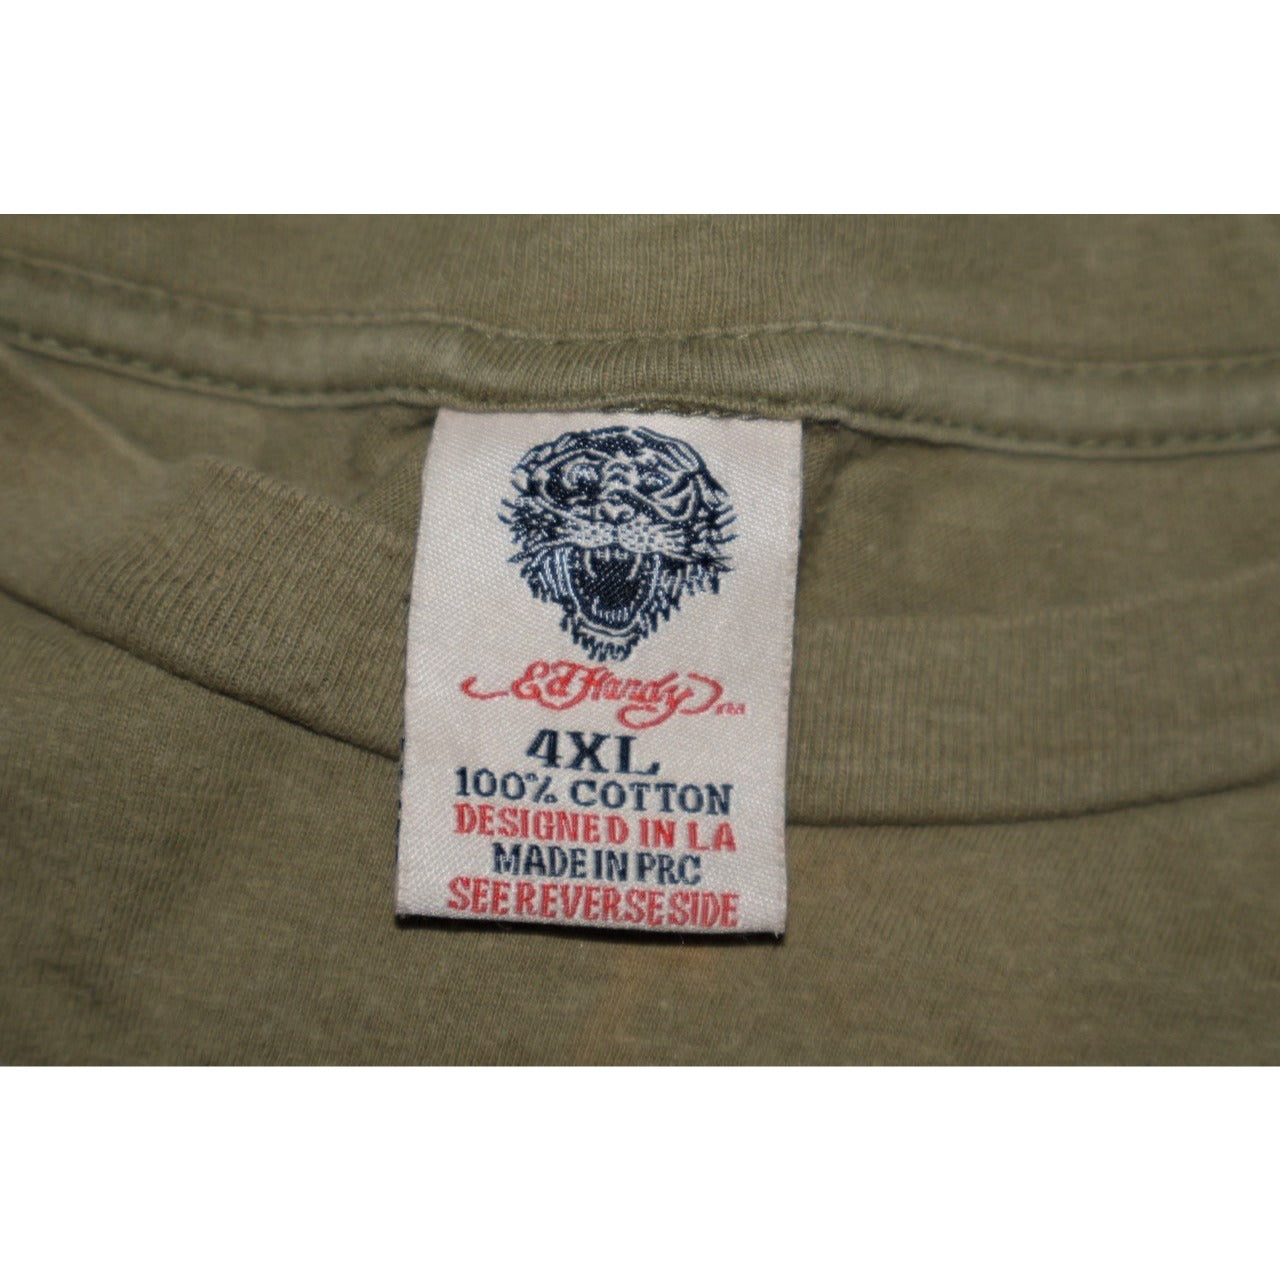 Ed Hardy
4XL
100% COTTON
DESIGNED IN LA
MADE IN PRC
SEE REVERSE SIDE